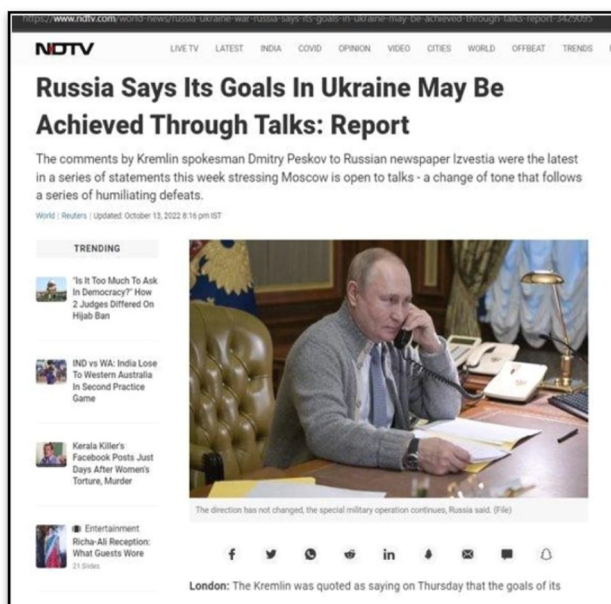 https://www.ndtv.com/world-news/russia-ukraine-war-russia-says-its-goals-in-ukraine-may-be-achieved-through-talks-report-3429095
NDTV
LIVE TV LATEST INDIA COVID OPINION VIDEO CITIES WORLD OFFBEAT TRENDS
Russia Says Its Goals In Ukraine May Be
Achieved Through Talks: Report
The comments by Kremlin spokesman Dmitry Peskov to Russian newspaper Izvestia were the latest
in a series of statements this week stressing Moscow is open to talks - a change of tone that follows
a series of humiliating defeats.
World | Reuters | Updated: October 13, 2022 8:16 pm IST
TRENDING
"Is It Too Much To Ask
In Democracy?" How
2 Judges Differed On
Hijab Ban
IND vs WA: India Lose
To Western Australia
In Second Practice
Game
Kerala Killer's
Facebook Posts Just
Days After Women's
Torture, Murder
Entertainment
Richa-Ali Reception:
What Guests Wore
21 Slides
The direction has not changed, the special military operation continues, Russia said. (File)
London: The Kremlin was quoted as saying on Thursday that the goals of its